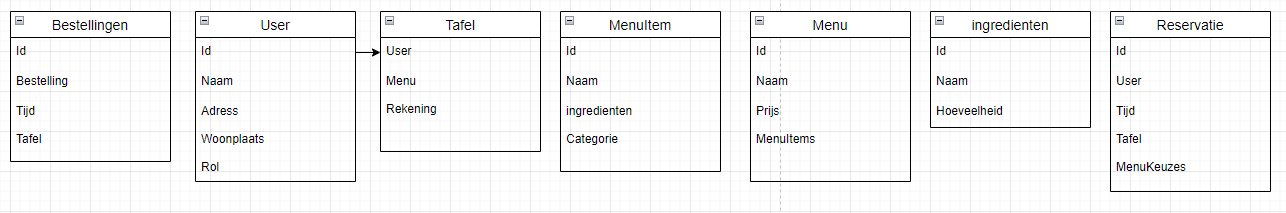 Bestellingen
Id
Bestelling
Tijd
Tafel
User
Id
Naam
Adress
Woonplaats
Rol
Tafel
User
Menu
Rekening
MenuItem
Id
Naam
ingredienten
Categorie
Menu
Id
Naam
Prijs
MenuItems
ingredienten
Id
Naam
Hoeveelheid
Reservatie
Id
User
Tijd
Tafel
MenuKeuzes